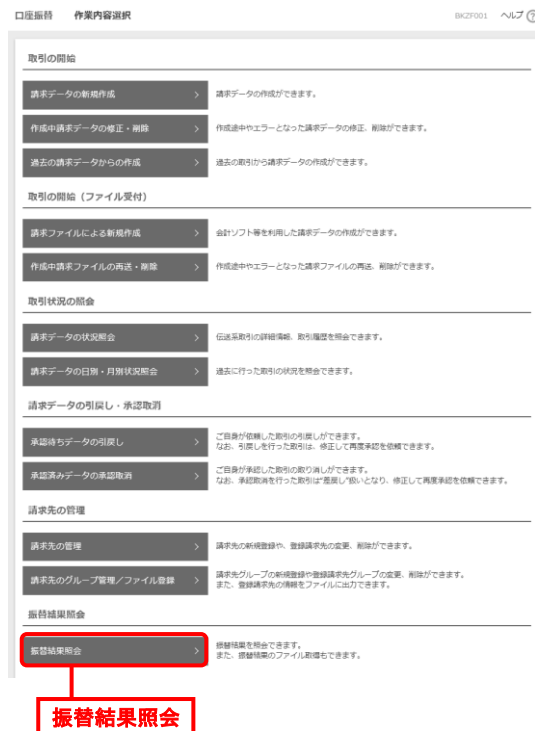 口座振替 作業内容選択 BKZF001 ヘルプ ?
取引の開始
請求データの新規作成 > 請求データの作成ができます。
作成中請求データの修正・削除 > 作成途中やエラーとなった請求データの修正、削除ができます。
過去の請求データからの作成 > 過去の取引から請求データの作成ができます。
取引の開始（ファイル受付）
請求ファイルによる新規作成 > 会計ソフト等を利用した請求データの作成ができます。
作成中請求ファイルの再送・削除 > 作成途中やエラーとなった請求ファイルの再送、削除ができます。
取引状況の照会
請求データの状況照会 > 伝送系取引の詳細情報、取引履歴を照会できます。
請求データの日別・月別状況照会 > 過去に行った取引の状況を照会できます。
請求データの引戻し・承認取消
承認待ちデータの引戻し > ご自身が依頼した取引の引戻しができます。
なお、引戻しを行った取引は、修正して再度承認を依頼できます。
承認済みデータの承認取消 > ご自身が承認した取引の取り消しができます。
なお、承認取消を行った取引は“差戻し”扱いとなり、修正して再度承認を依頼できます。
請求先の管理
請求先の管理 > 請求先の新規登録や、登録請求先の変更、削除ができます。
請求先のグループ管理／ファイル登録 > 請求先グループの新規登録や登録請求先グループの変更、削除ができます。
また、登録請求先の情報をファイルに出力できます。
振替結果照会
振替結果照会 > 振替結果を照会できます。
また、振替結果のファイル取得もできます。
振替結果照会